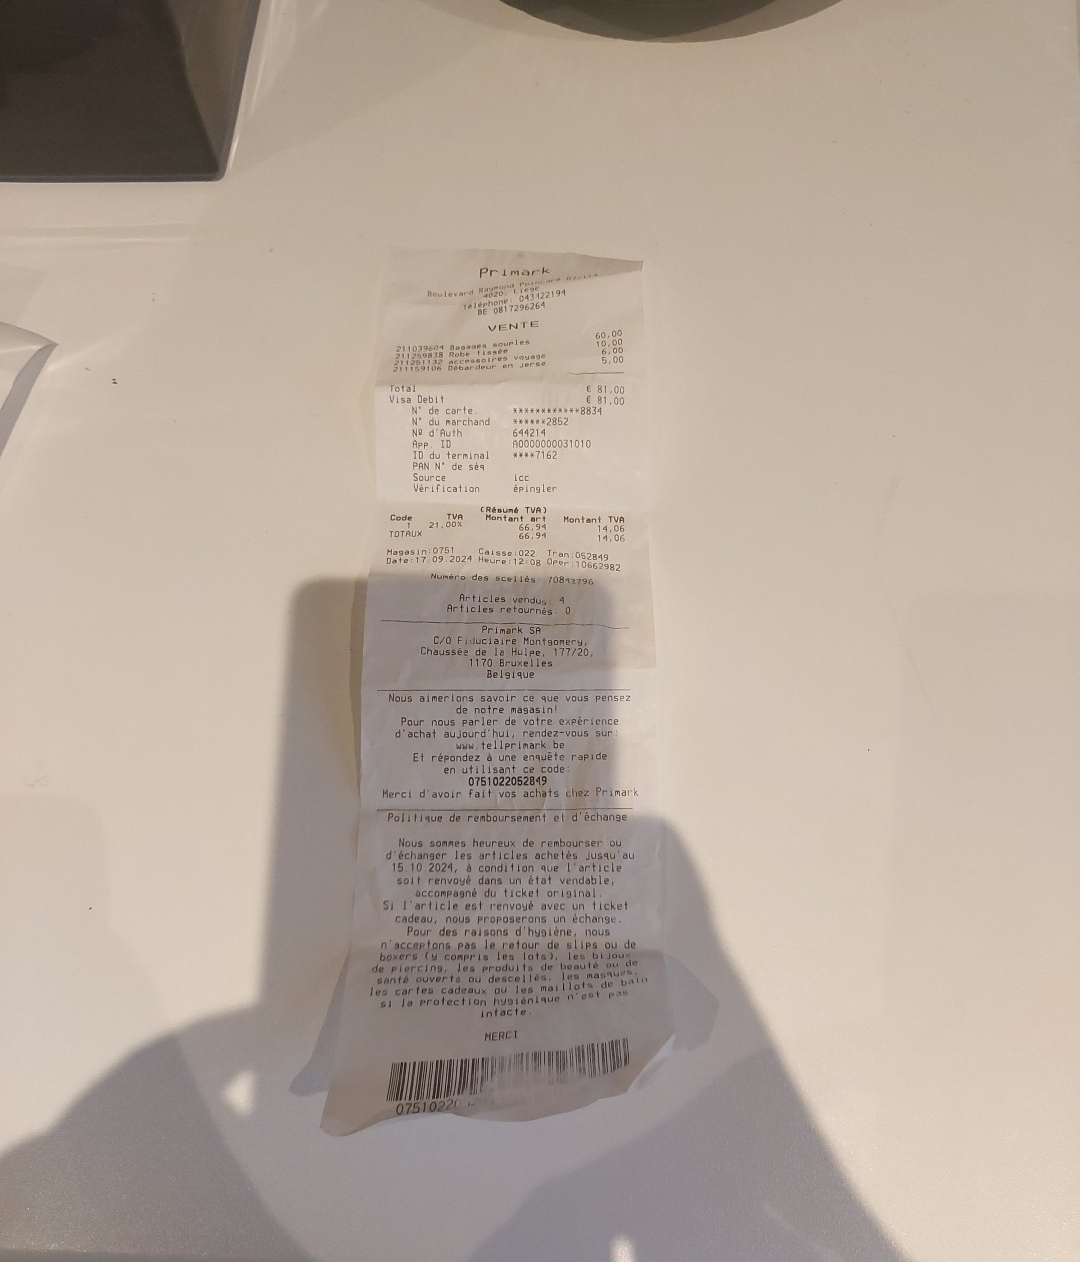 Primark
Boulevard Raymond Poincaré
4020, Liege
Téléphone: 043422194
BE 0817296264
VENTE
211039604 Bagages souples 60,00
211259838 Robe tissée 10,00
211251132 accessoires voyage 6,00
211159106 Débardeur en jerse 5,00
Total € 81,00
Visa Debit € 81,00
N° de carte. ************8834
N° du marchand ******2852
Nº d'Auth 644214
App. ID A0000000031010
ID du terminal ****7162
PAN N° de séq
Source icc
Vérification épingler
(Résumé TVA)
Code TVA Montant art Montant TVA
1 21,00% 66,94 14,06
TOTAUX 66,94 14,06
Magasin:0751 Caisse:022 Tran:052849
Date:17.09.2024 Heure:12:08 Oper:10662982
Numéro des scellés:
Articles vendus: 4
Articles retournés: 0
Primark SA
C/O Fiduciaire Montgomery,
Chaussée de la Hulpe, 177/20,
1170 Bruxelles
Belgique
Nous aimerions savoir ce que vous pensez
de notre magasin!
Pour nous parler de votre expérience
d'achat aujourd'hui, rendez-vous sur:
www.tellprimark.be
Et répondez à une enquête rapide
en utilisant ce code:
0751022052849
Merci d'avoir fait vos achats chez Primark
Politique de remboursement et d'échange
Nous sommes heureux de rembourser ou
d'échanger les articles achetés jusqu'au
15.10.2024, à condition que l'article
soit renvoyé dans un état vendable,
accompagné du ticket original.
Si l'article est renvoyé avec un ticket
cadeau, nous proposerons un échange.
Pour des raisons d'hygiène, nous
n'acceptons pas le retour de slips ou de
boxers (y compris les lots), les bijoux
de piercing, les produits de beauté ou de
santé ouverts ou descellés, les masques,
les cartes cadeaux ou les maillots de bain
si la protection hygiénique n'est pas
intacte.
MERCI